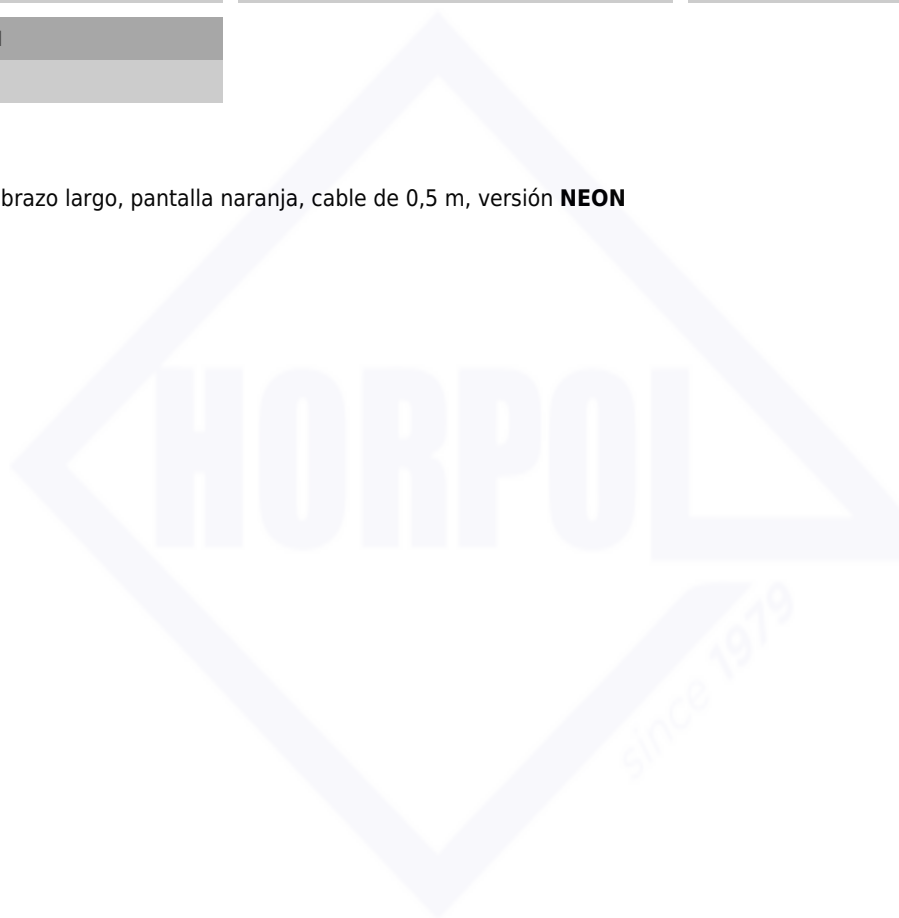 brazo largo, pantalla naranja, cable de 0,5 m, versión NEON
HORPOL
since 1979